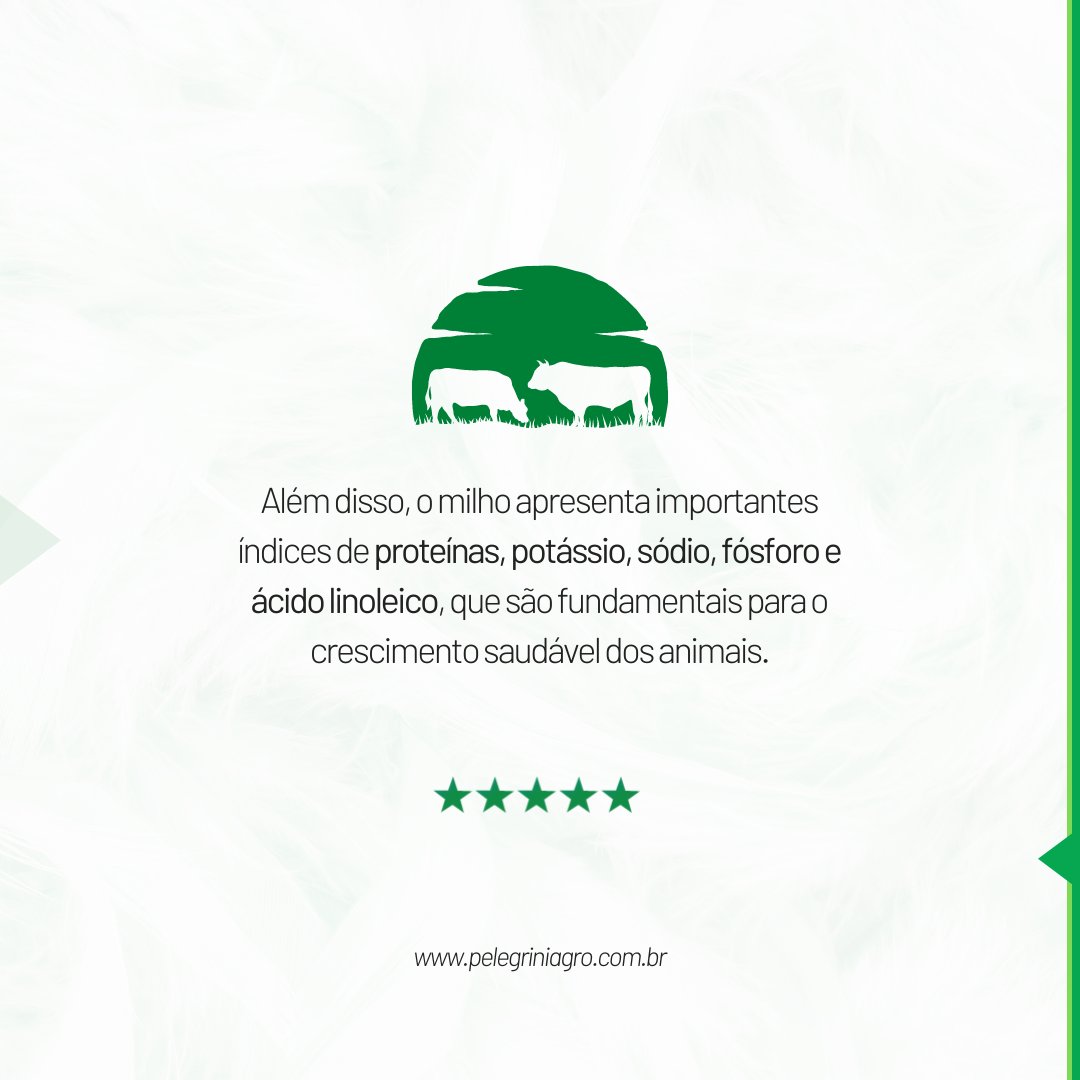 Além disso, o milho apresenta importantes
índices de proteínas, potássio, sódio, fósforo e
ácido linoleico, que são fundamentais para o
crescimento saudável dos animais.
www.pelegriniagro.com.br